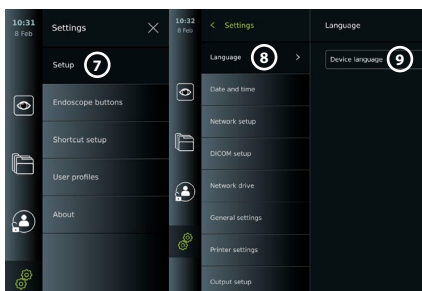 10:31
8 Feb
Settings
Setup
7
Endoscope buttons
Shortcut setup
User profiles
About
10:32
8 Feb
< Settings
Language
8
>
Date and time
Network setup
DICOM setup
Network drive
General settings
Printer settings
Output setup
Language
Device language
9